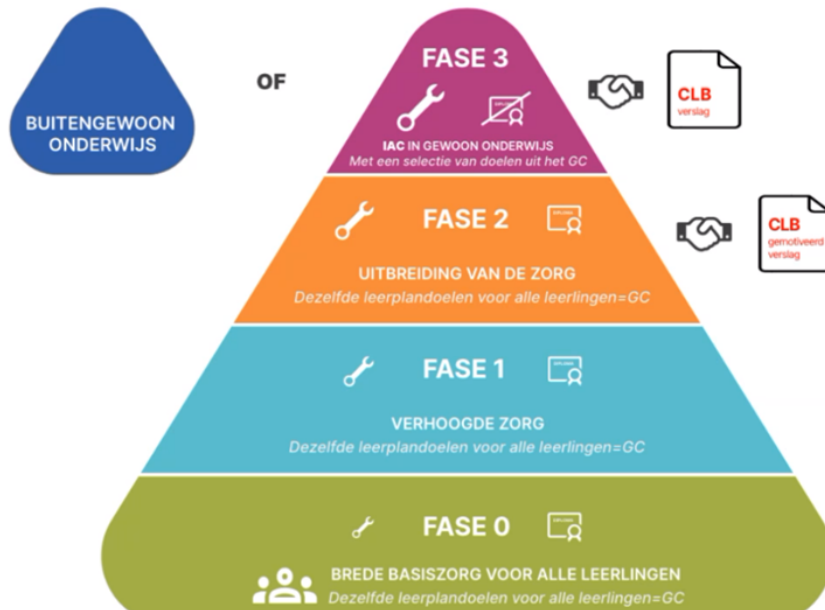 BUITENGEWOON
ONDERWIJS
OF
FASE 3
IAC IN GEWOON ONDERWIJS
Met een selectie van doelen uit het GC
CLB
verslag
FASE 2
UITBREIDING VAN DE ZORG
Dezelfde leerplandoelen voor alle leerlingen=GC
CLB
gemotiveerd
verslag
FASE 1
VERHOOGDE ZORG
Dezelfde leerplandoelen voor alle leerlingen=GC
FASE 0
BREDE BASISZORG VOOR ALLE LEERLINGEN
Dezelfde leerplandoelen voor alle leerlingen=GC